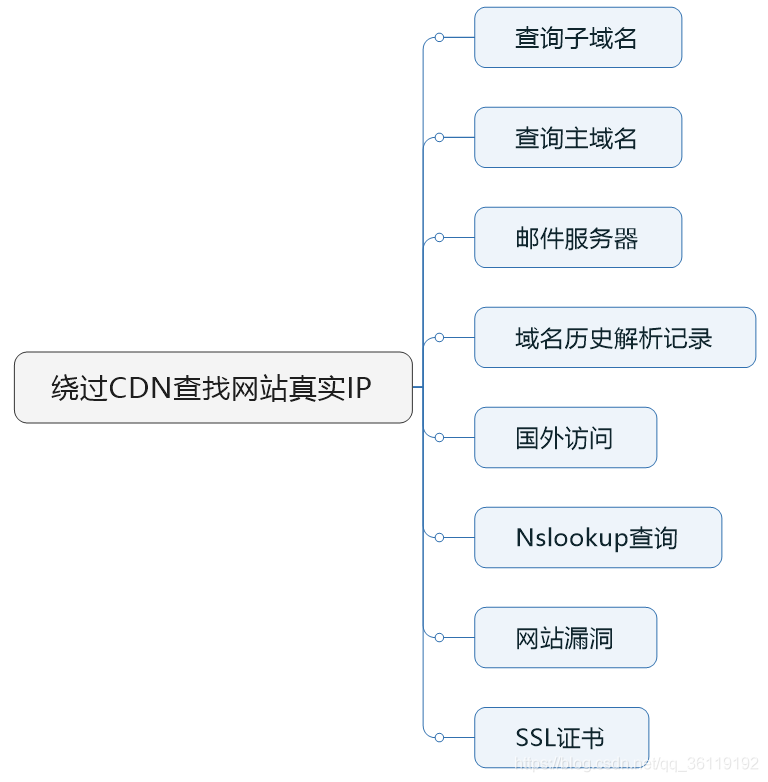 查询子域名
查询主域名
邮件服务器
域名历史解析记录
绕过CDN查找网站真实IP
国外访问
Nslookup查询
网站漏洞
SSL证书
https://blog.csdn.net/qq_36119192